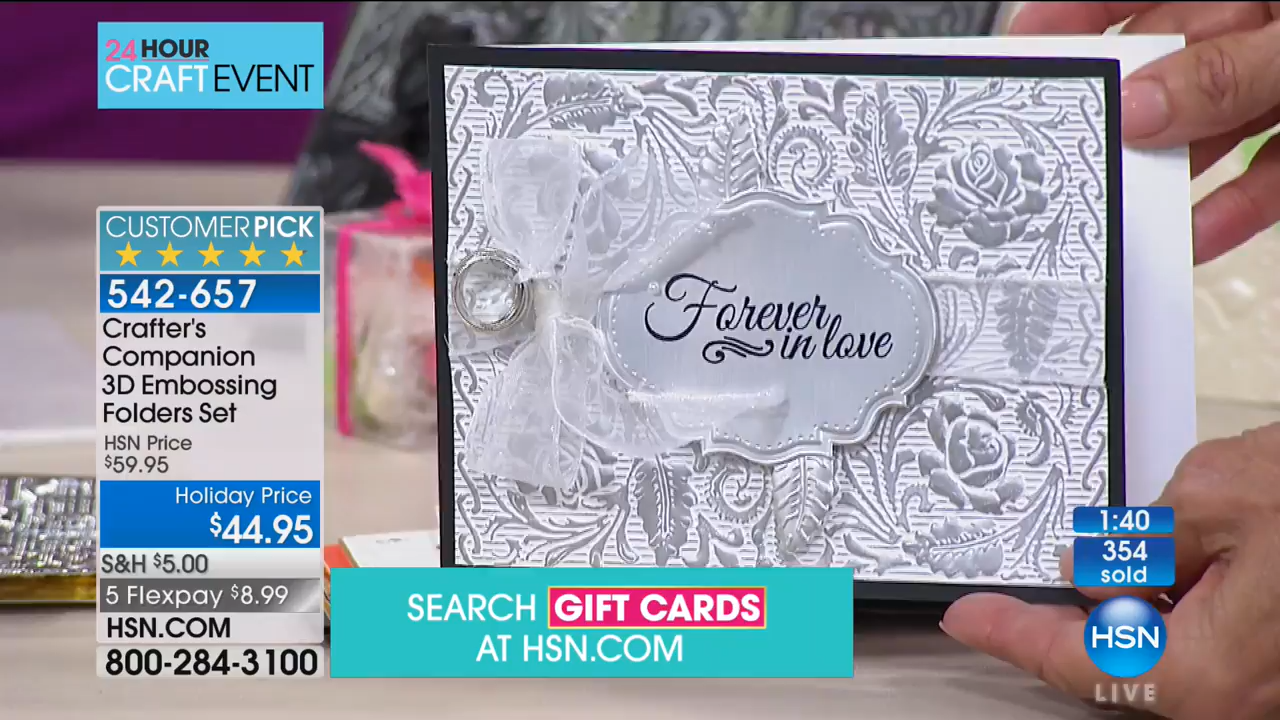 24 HOUR
CRAFT EVENT
CUSTOMER PICK
542-657
Crafter's
Companion
3D Embossing
Folders Set
HSN Price
$59.95
Holiday Price
$44.95
S&H $5.00
5 Flexpay $8.99
HSN.COM
800-284-3100
Forever
in love
SEARCH GIFT CARDS
AT HSN.COM
1:40
354
sold
HSN
LIVE